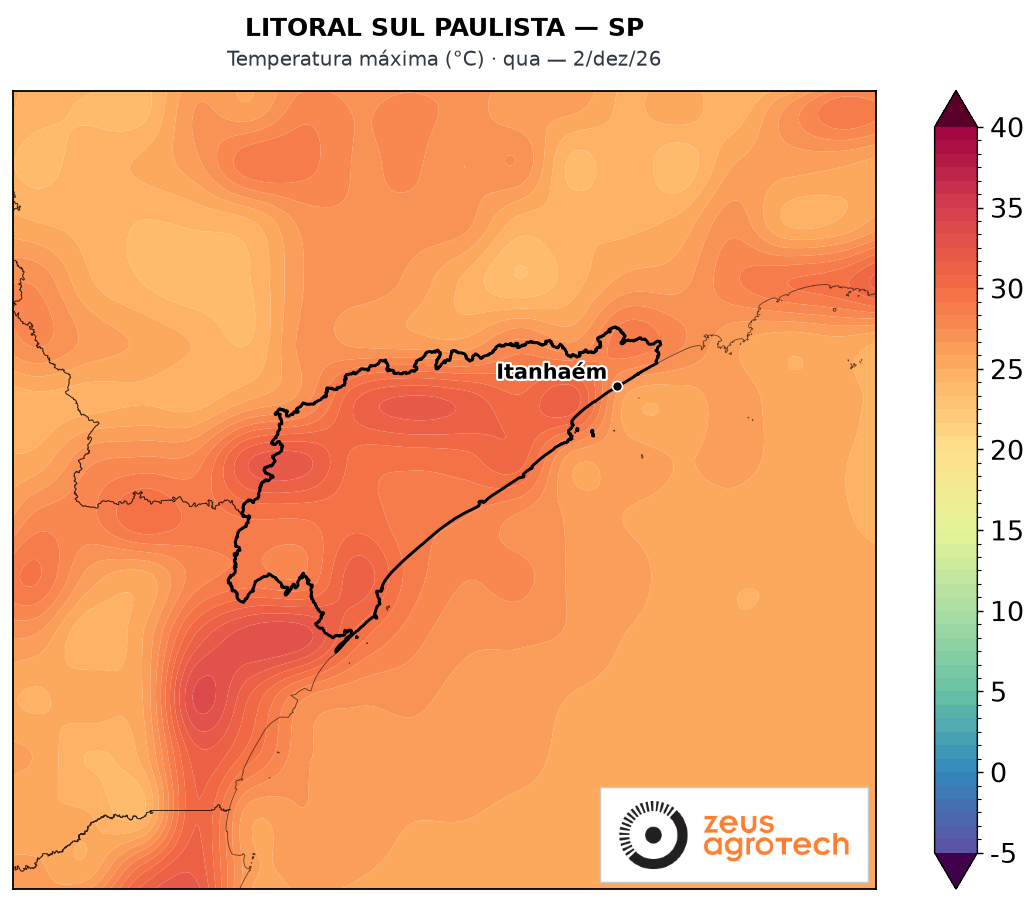 LITORAL SUL PAULISTA — SP
Temperatura máxima (°C) · qua — 2/dez/26
Itanhaém
40
35
30
25
20
15
10
5
0
-5
zeus
agrotech